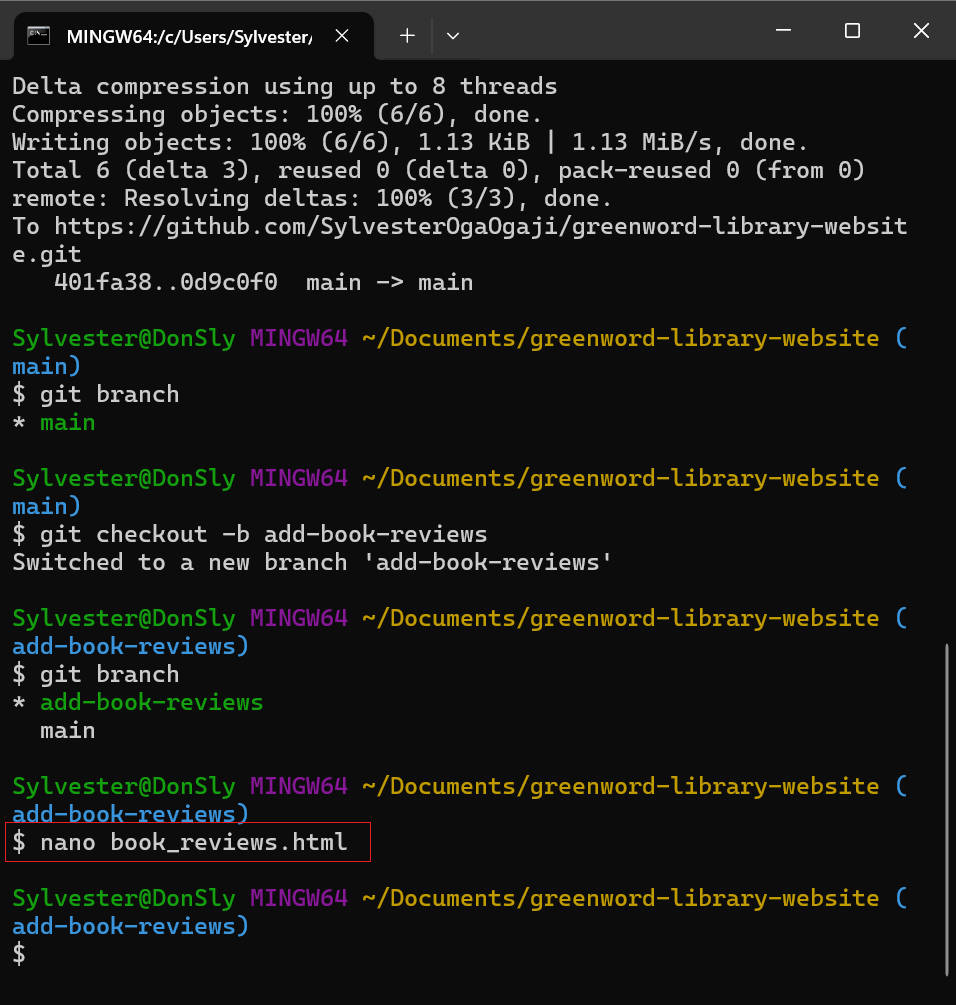 MINGW64:/c/Users/Sylvester/
Delta compression using up to 8 threads
Compressing objects: 100% (6/6), done.
Writing objects: 100% (6/6), 1.13 KiB | 1.13 MiB/s, done.
Total 6 (delta 3), reused 0 (delta 0), pack-reused 0 (from 0)
remote: Resolving deltas: 100% (3/3), done.
To https://github.com/SylvesterOgaOgaji/greenword-library-websit
e.git
   401fa38..0d9c0f0  main -> main

Sylvester@DonSly MINGW64 ~/Documents/greenword-library-website (
main)
$ git branch
* main

Sylvester@DonSly MINGW64 ~/Documents/greenword-library-website (
main)
$ git checkout -b add-book-reviews
Switched to a new branch 'add-book-reviews'

Sylvester@DonSly MINGW64 ~/Documents/greenword-library-website (
add-book-reviews)
$ git branch
* add-book-reviews
  main

Sylvester@DonSly MINGW64 ~/Documents/greenword-library-website (
add-book-reviews)
$ nano book_reviews.html

Sylvester@DonSly MINGW64 ~/Documents/greenword-library-website (
add-book-reviews)
$